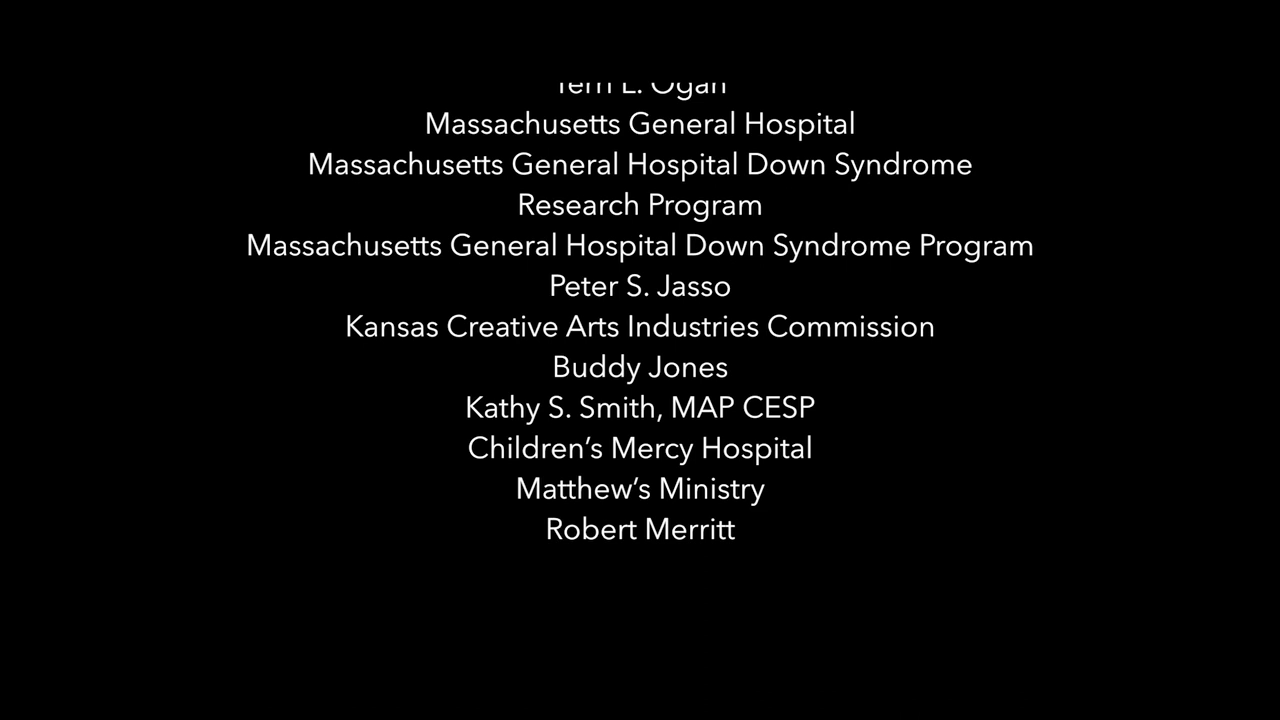 L. Ogan
Massachusetts General Hospital
Massachusetts General Hospital Down Syndrome
Research Program
Massachusetts General Hospital Down Syndrome Program
Peter S. Jasso
Kansas Creative Arts Industries Commission
Buddy Jones
Kathy S. Smith, MAP CESP
Children’s Mercy Hospital
Matthew’s Ministry
Robert Merritt